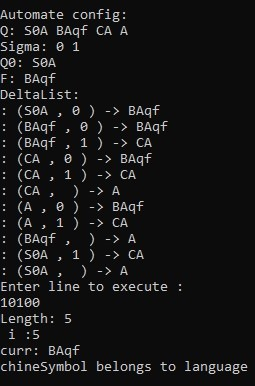 Automate config:
Q: S0A BAqf CA A
Sigma: 0 1
Q0: S0A
F: BAqf
DeltaList:
: (S0A , 0 ) -> BAqf
: (BAqf , 0 ) -> BAqf
: (BAqf , 1 ) -> CA
: (CA , 0 ) -> BAqf
: (CA , 1 ) -> CA
: (CA ,   ) -> A
: (A , 0 ) -> BAqf
: (A , 1 ) -> CA
: (BAqf ,   ) -> A
: (S0A , 1 ) -> CA
: (S0A ,   ) -> A
Enter line to execute :
10100
Length: 5
 i :5
curr: BAqf
chineSymbol belongs to language